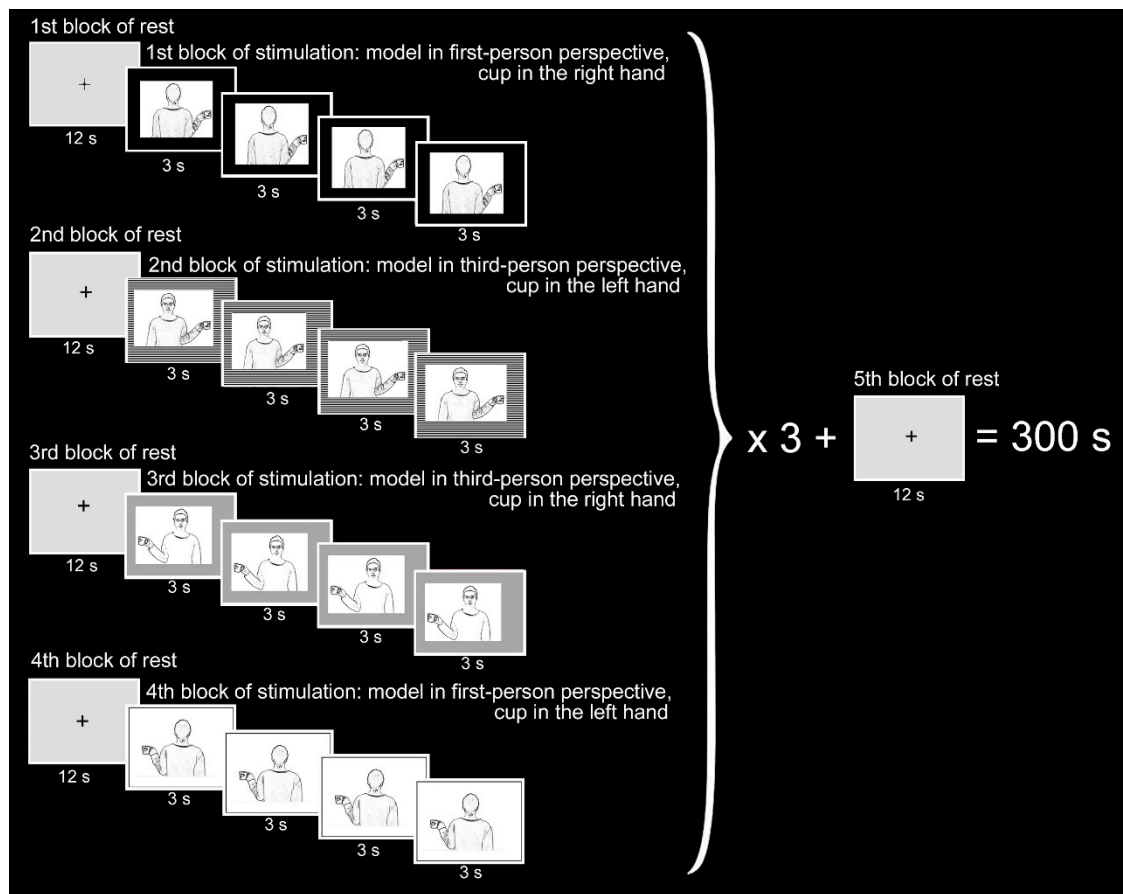 1st block of rest
1st block of stimulation: model in first-person perspective,
cup in the right hand
12 s
3 s
3 s
3 s
3 s
2nd block of rest
2nd block of stimulation: model in third-person perspective,
cup in the left hand
12 s
3 s
3 s
3 s
3 s
3rd block of rest
3rd block of stimulation: model in third-person perspective,
cup in the right hand
12 s
3 s
3 s
3 s
3 s
4th block of rest
4th block of stimulation: model in first-person perspective,
cup in the left hand
12 s
3 s
3 s
3 s
3 s
5th block of rest
x 3 + = 300 s
12 s